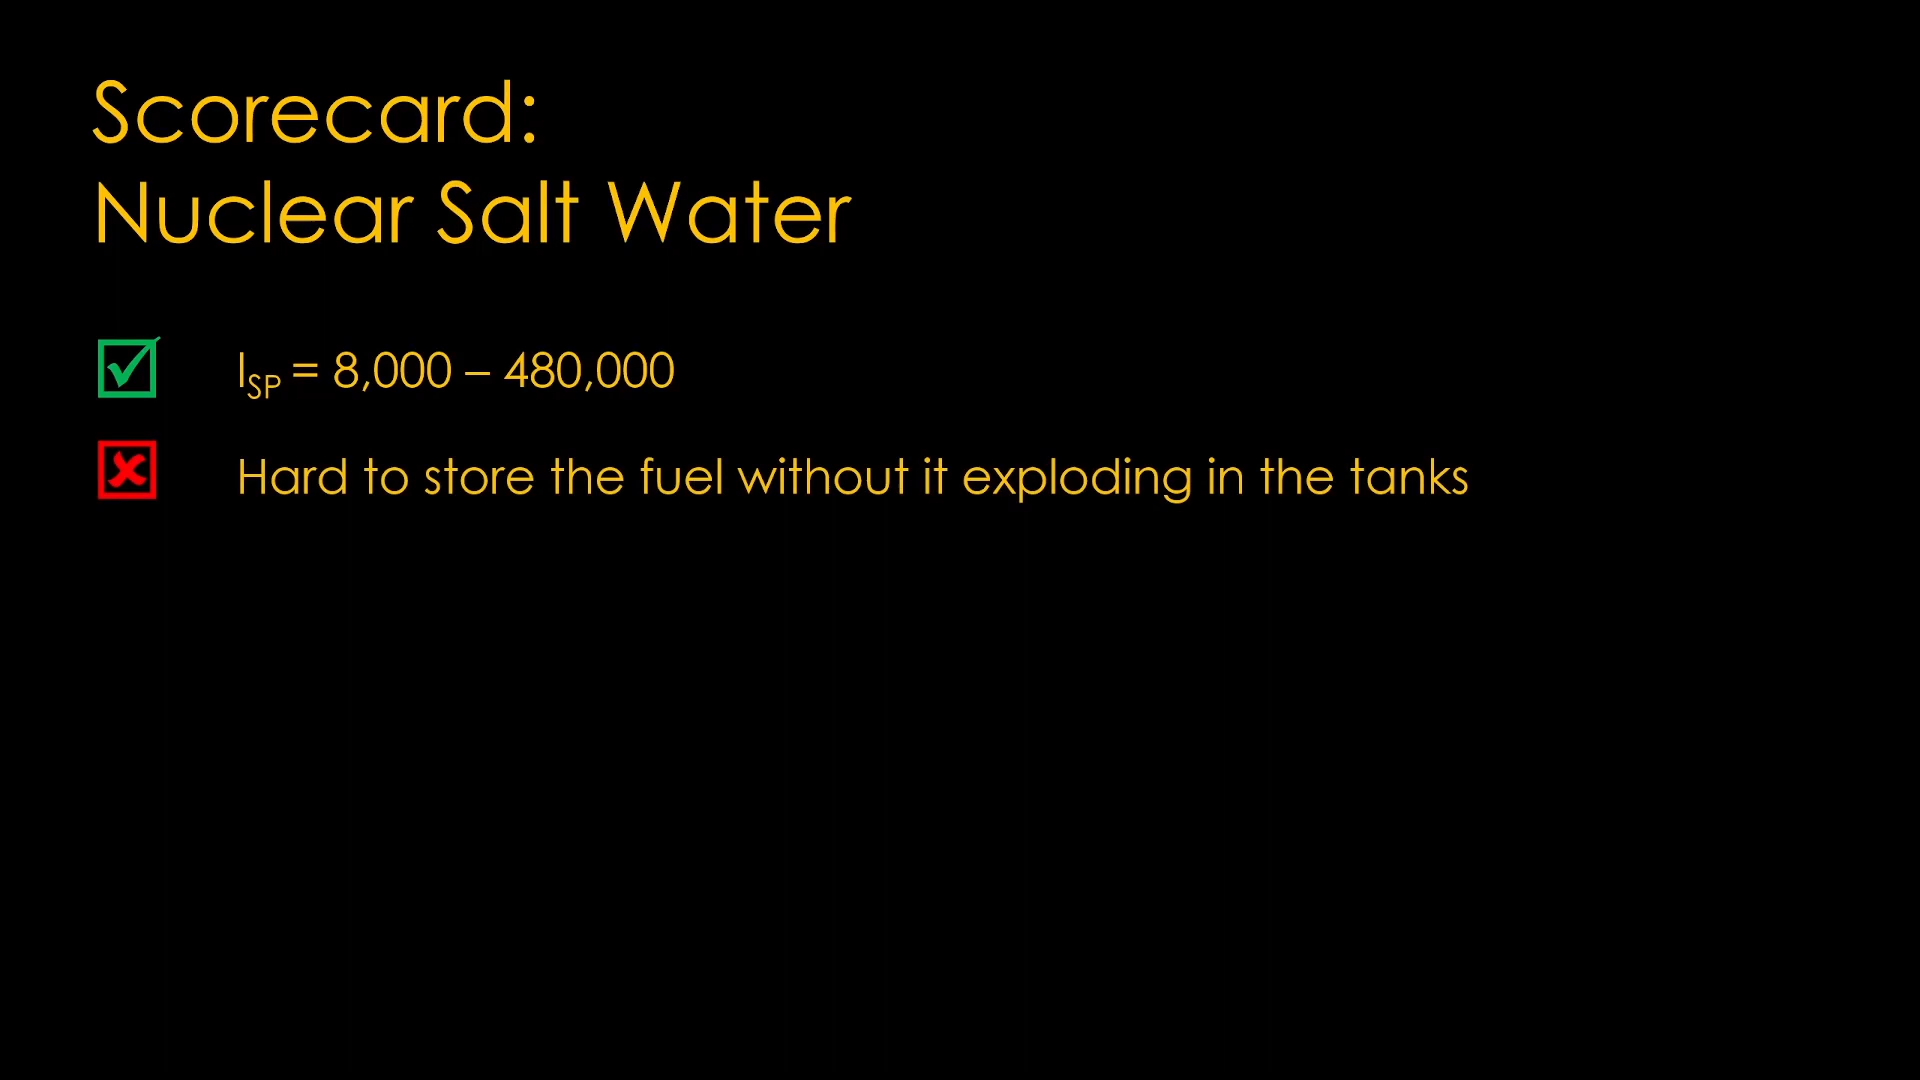 Scorecard:
Nuclear Salt Water
I_SP = 8,000 – 480,000
Hard to store the fuel without it exploding in the tanks